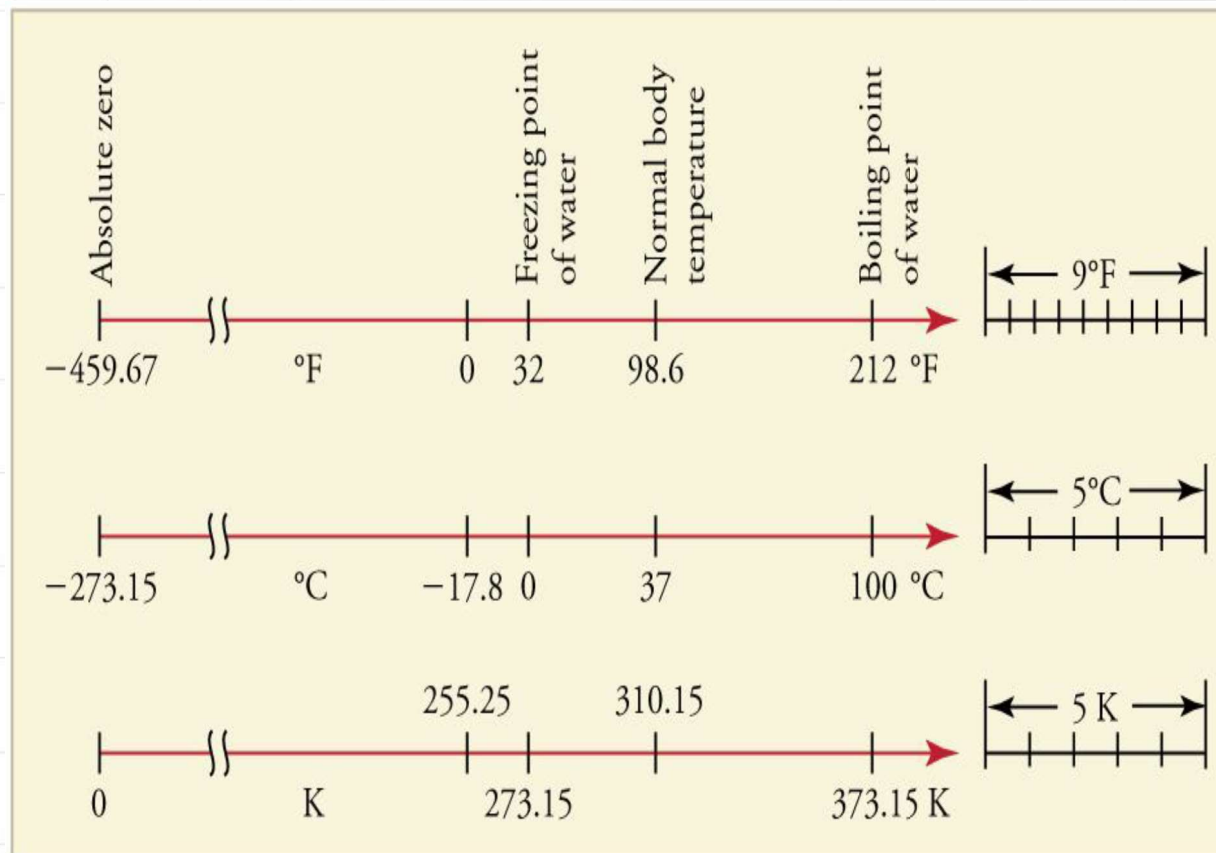 Absolute zero
Freezing point
of water
Normal body
temperature
Boiling point
of water
9°F
−459.67 °F 0 32 98.6 212 °F
5°C
−273.15 °C −17.8 0 37 100 °C
255.25 310.15
5 K
0 K 273.15 373.15 K